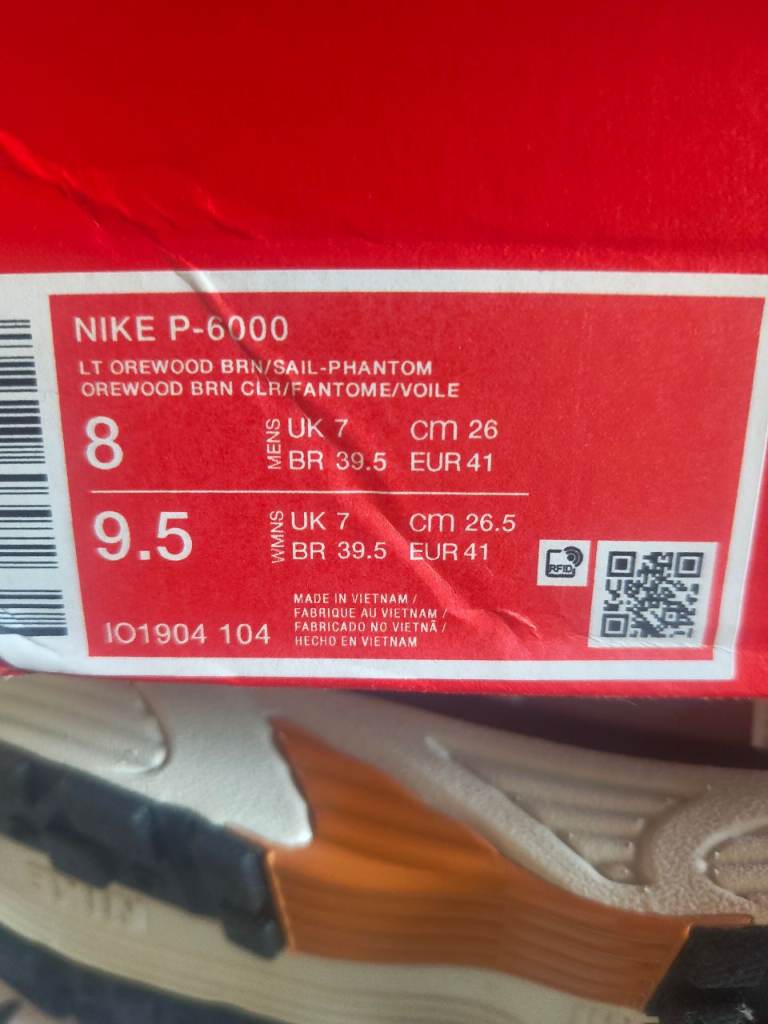 NIKE P-6000
LT OREWOOD BRN/SAIL-PHANTOM
OREWOOD BRN CLR/FANTOME/VOILE
8 MENS UK 7 CM 26
BR 39.5 EUR 41
9.5 WMNS UK 7 CM 26.5
BR 39.5 EUR 41
RFID
MADE IN VIETNAM /
FABRIQUE AU VIETNAM /
FABRICADO NO VIETNÃ /
HECHO EN VIETNAM
IO1904 104